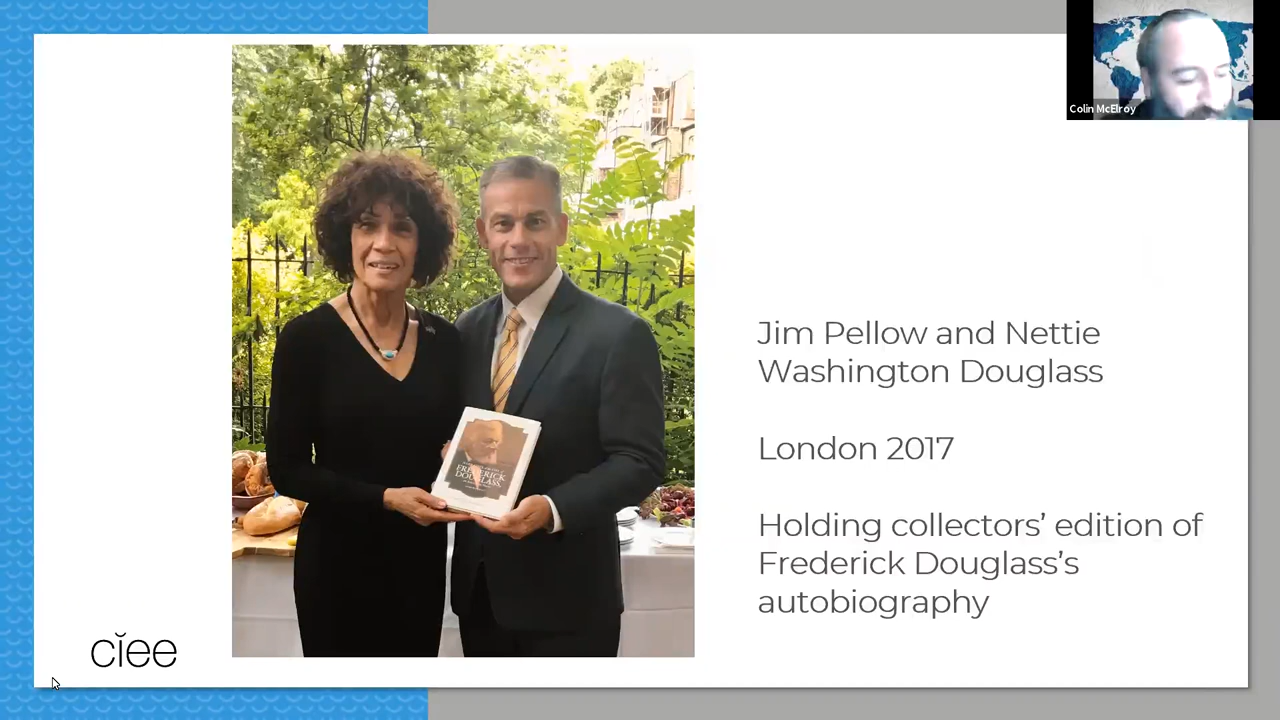 Colin McElroy
FREDERICK
DOUGLASS
Jim Pellow and Nettie
Washington Douglass
London 2017
Holding collectors’ edition of
Frederick Douglass’s
autobiography
cĭee